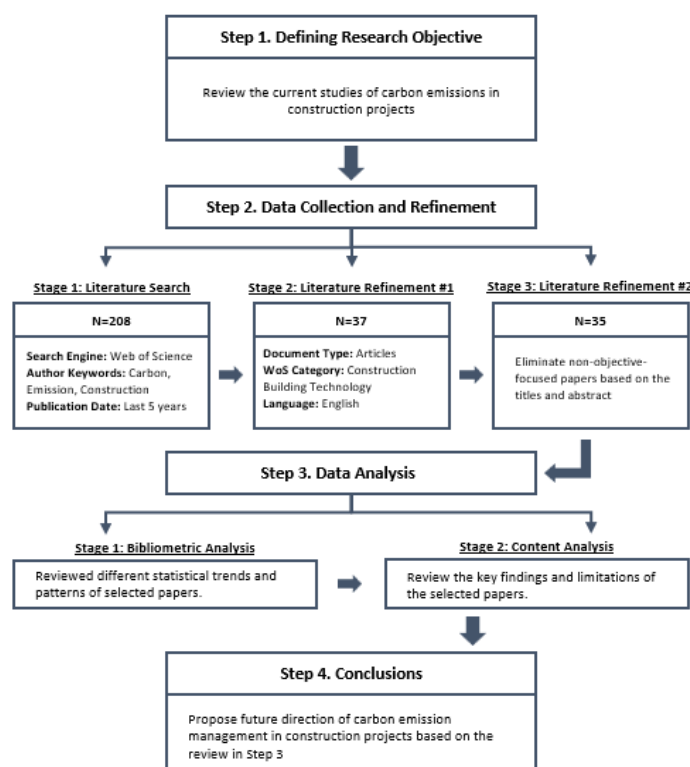 Step 1. Defining Research Objective
Review the current studies of carbon emissions in
construction projects
Step 2. Data Collection and Refinement
Stage 1: Literature Search
N=208
Search Engine: Web of Science
Author Keywords: Carbon,
Emission, Construction
Publication Date: Last 5 years
Stage 2: Literature Refinement #1
N=37
Document Type: Articles
WoS Category: Construction
Building Technology
Language: English
Stage 3: Literature Refinement #2
N=35
Eliminate non-objective-
focused papers based on the
titles and abstract
Step 3. Data Analysis
Stage 1: Bibliometric Analysis
Reviewed different statistical trends and
patterns of selected papers.
Stage 2: Content Analysis
Review the key findings and limitations of
the selected papers.
Step 4. Conclusions
Propose future direction of carbon emission
management in construction projects based on the
review in Step 3